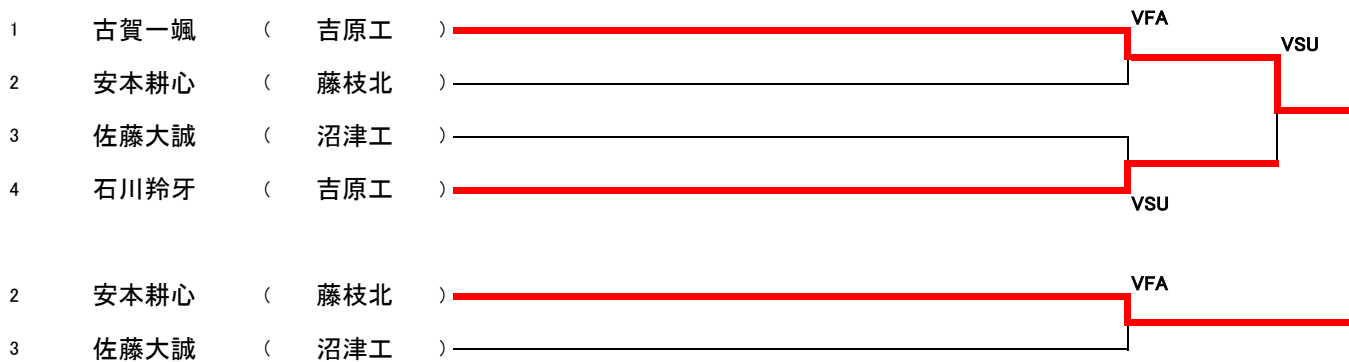 1 古賀一颯 （ 吉原工 ） VFA
VSU
2 安本耕心 （ 藤枝北 ）
3 佐藤大誠 （ 沼津工 ）
4 石川羚牙 （ 吉原工 ）
VSU
2 安本耕心 （ 藤枝北 ） VFA
3 佐藤大誠 （ 沼津工 ）